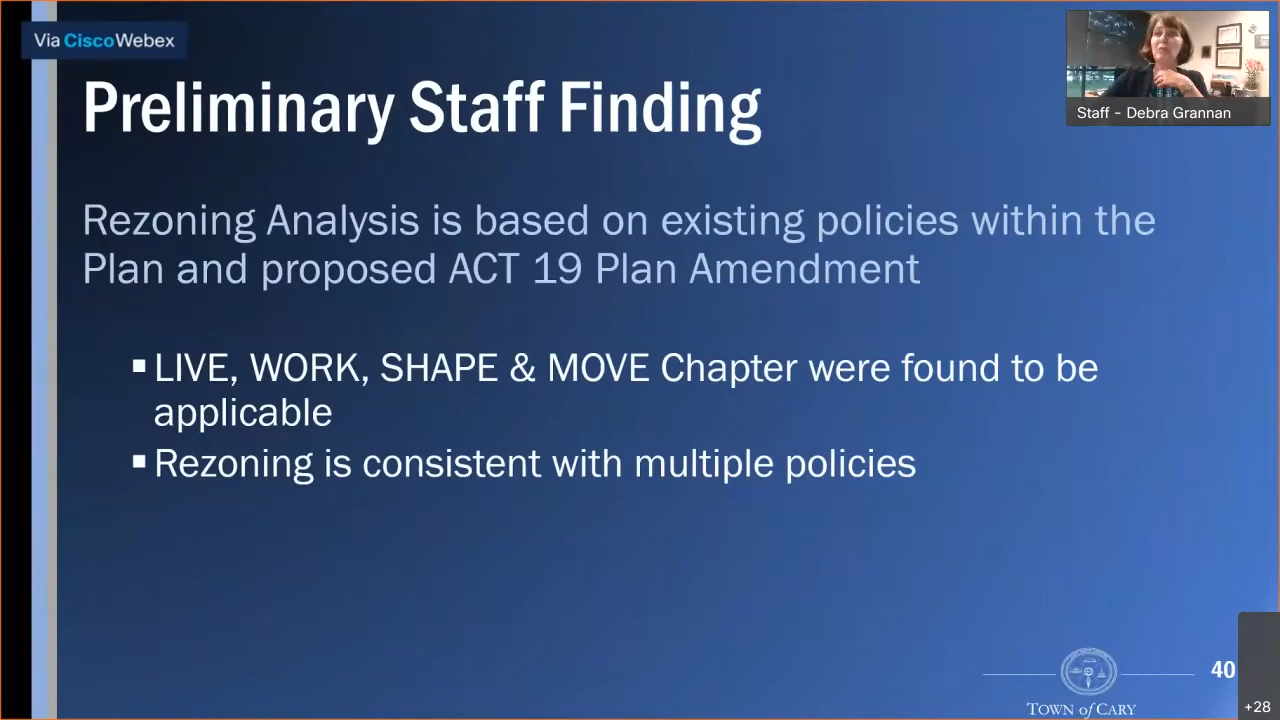 Via Cisco Webex
Preliminary Staff Finding
Staff - Debra Grannan
Rezoning Analysis is based on existing policies within the
Plan and proposed ACT 19 Plan Amendment
▪ LIVE, WORK, SHAPE & MOVE Chapter were found to be
applicable
▪ Rezoning is consistent with multiple policies
40
TOWN of CARY
+28